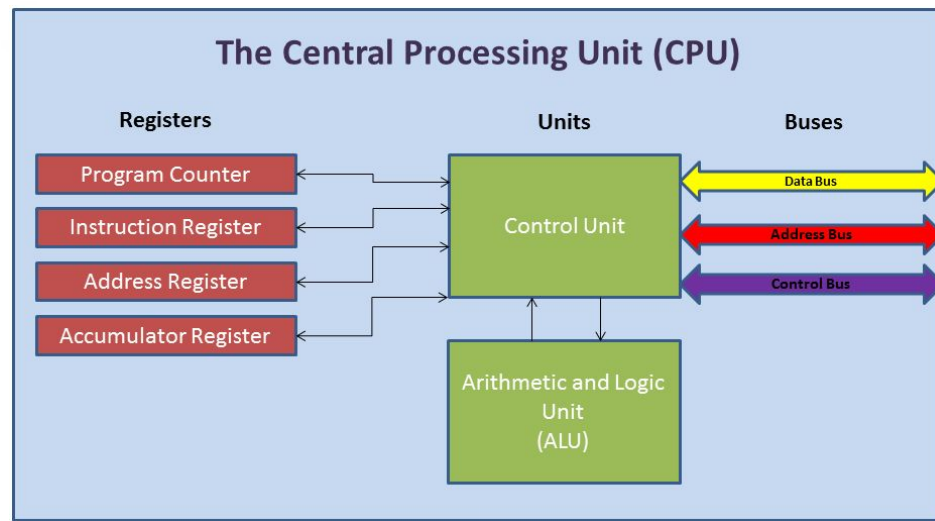 The Central Processing Unit (CPU)
Registers
Units
Buses
Program Counter
Instruction Register
Address Register
Accumulator Register
Control Unit
Arithmetic and Logic
Unit
(ALU)
Data Bus
Address Bus
Control Bus